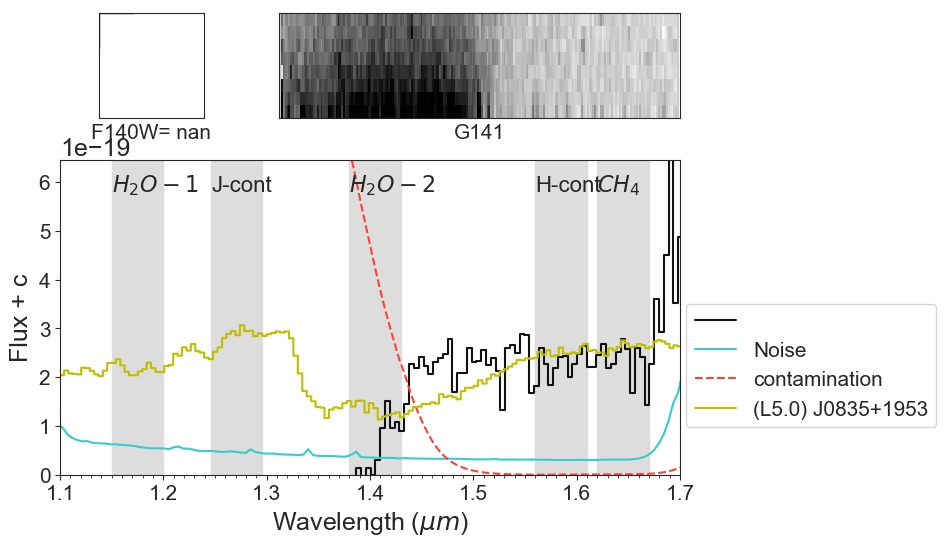 F140W= nan
G141
1e−19
H₂O − 1
J-cont
H₂O − 2
H-cont
CH₄
6
5
4
3
2
1
0
Flux + c
1.1
1.2
1.3
1.4
1.5
1.6
1.7
Wavelength (μm)
Noise
contamination
(L5.0) J0835+1953